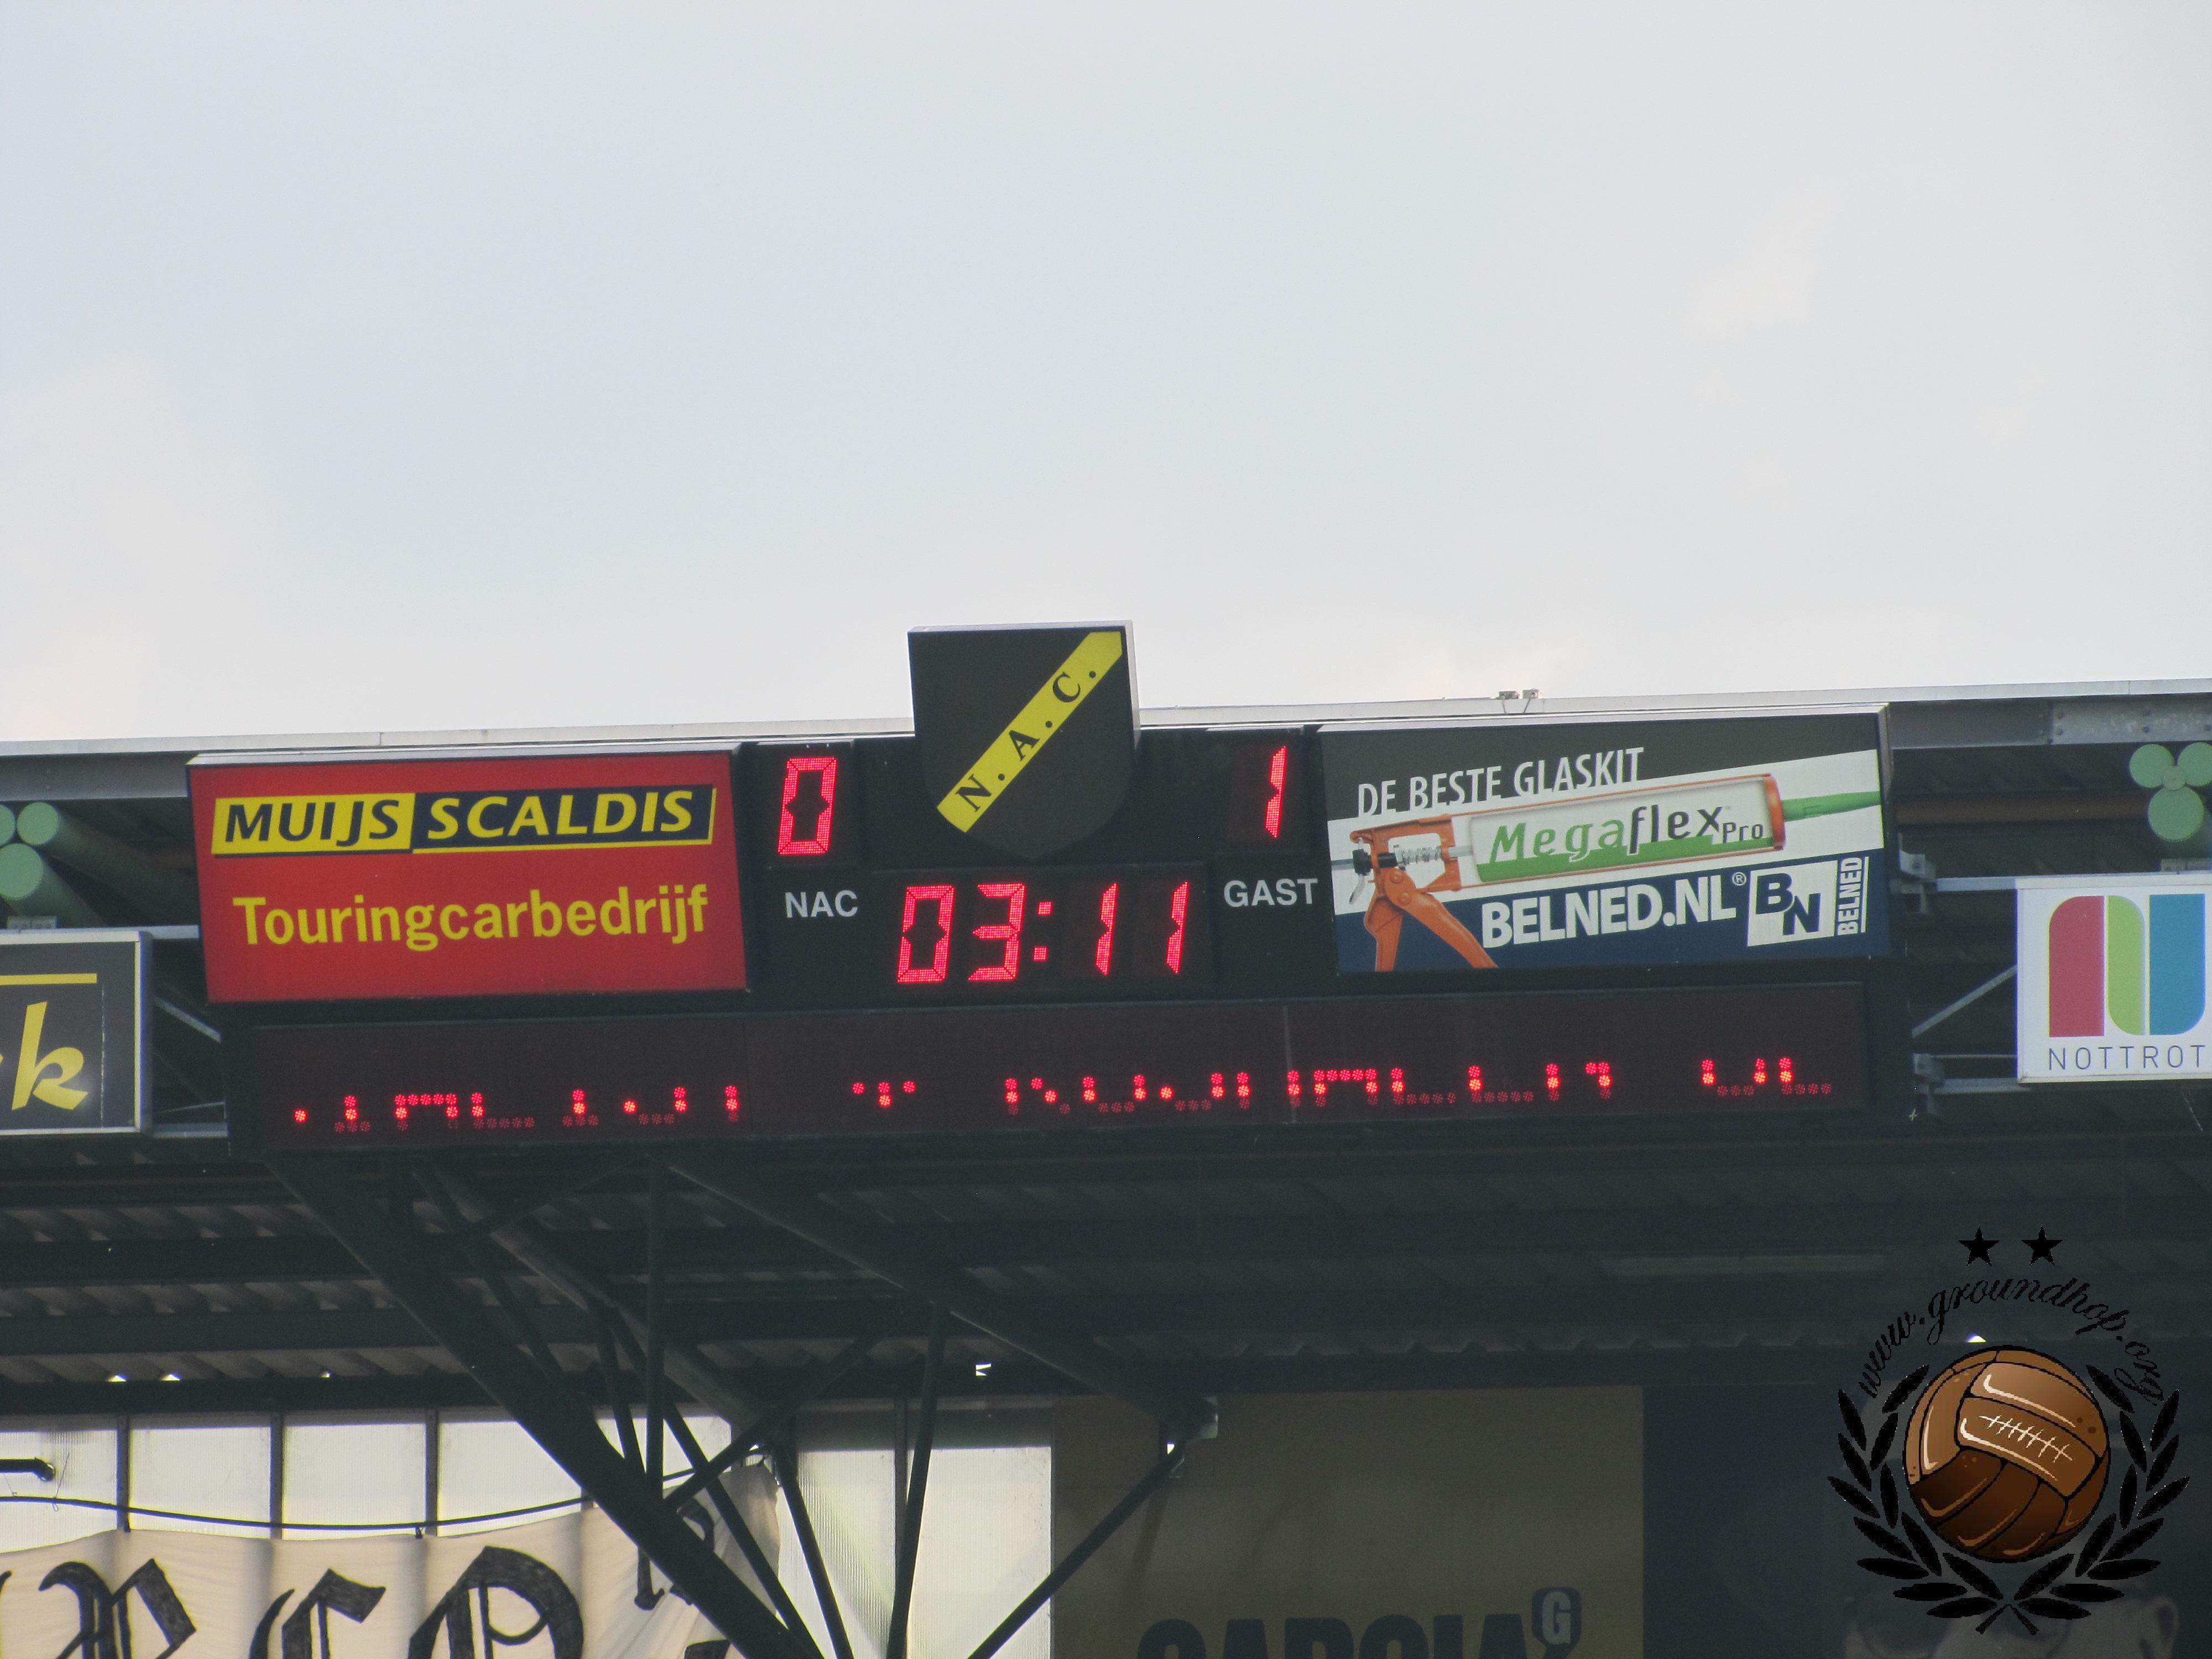 N.A.C.
MUIJS SCALDIS
Touringcarbedrijf
0
NAC
03:11
1
GAST
DE BESTE GLASKIT
Megaflex Pro
BELNED.NL® BN BELNED
NOTTROT
k
www.groundhop.org
G